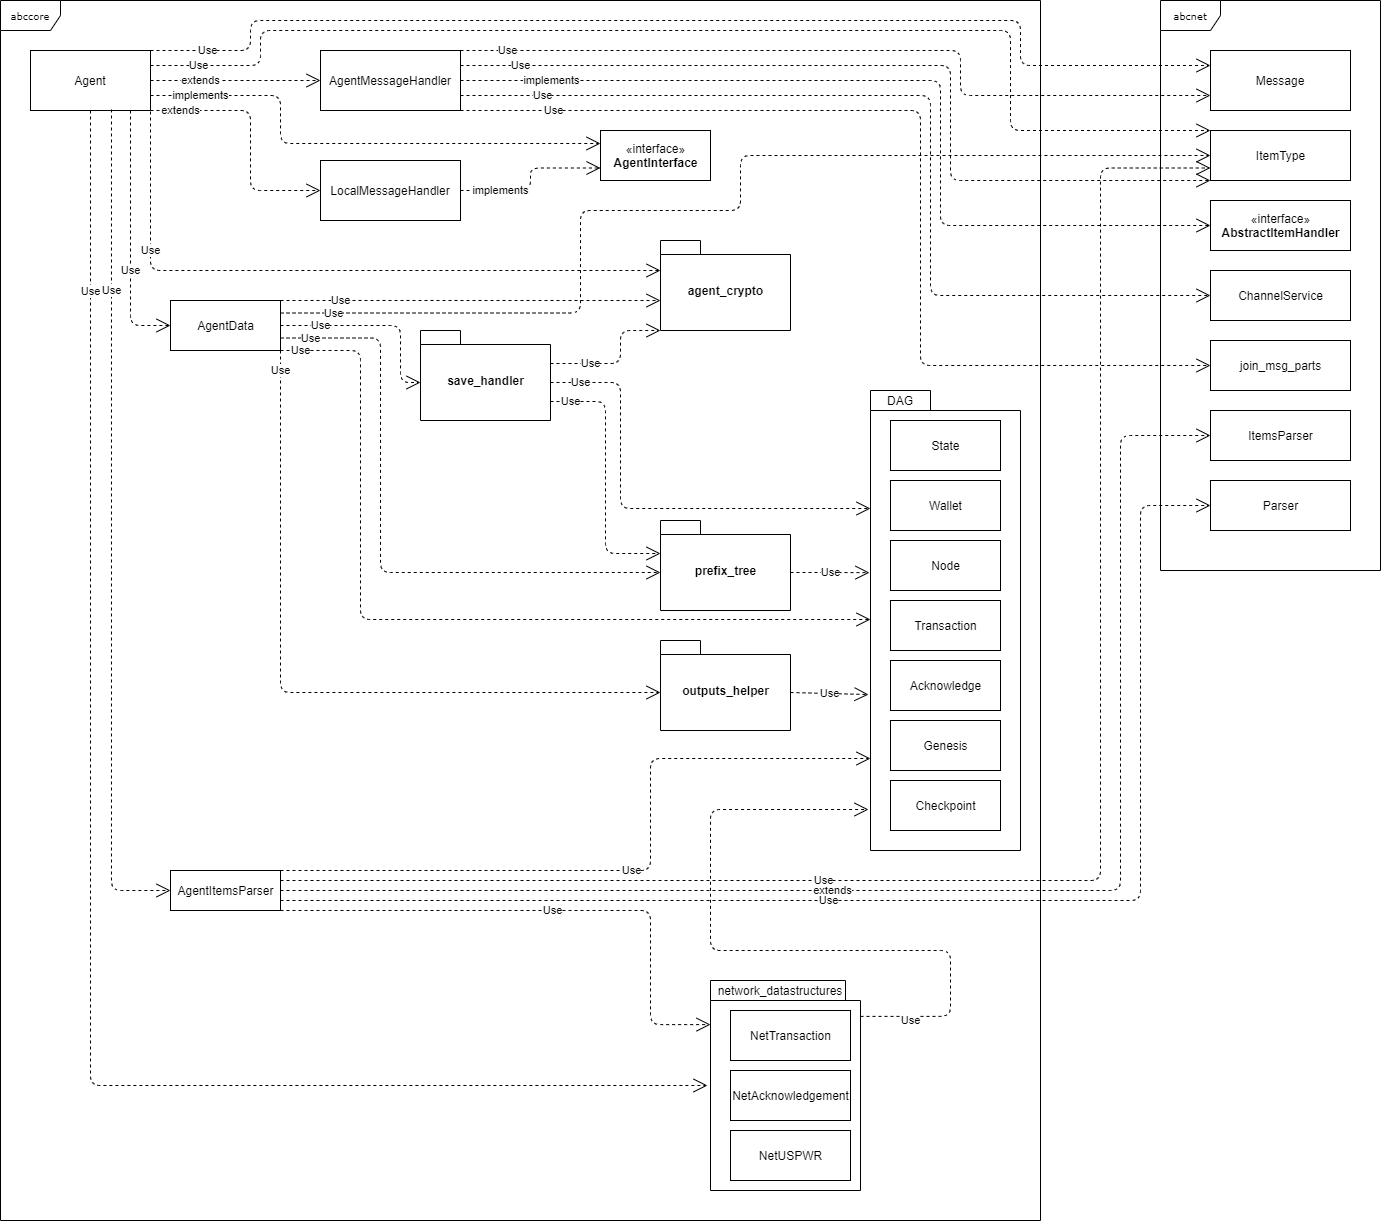 abccore
abcnet
Use
Use
extends
implements
extends
Agent
AgentMessageHandler
Use
Use
implements
Use
Use
Message
ItemType
«interface»
AgentInterface
LocalMessageHandler
implements
«interface»
AbstractItemHandler
Use
Use
Use
Use
agent_crypto
ChannelService
AgentData
Use
Use
Use
Use
Use
Use
save_handler
Use
Use
Use
join_msg_parts
DAG
State
Wallet
Node
Transaction
Acknowledge
Genesis
Checkpoint
ItemsParser
Parser
prefix_tree
Use
outputs_helper
Use
AgentItemsParser
Use
Use
extends
Use
Use
network_datastructures
NetTransaction
NetAcknowledgement
NetUSPWR
Use